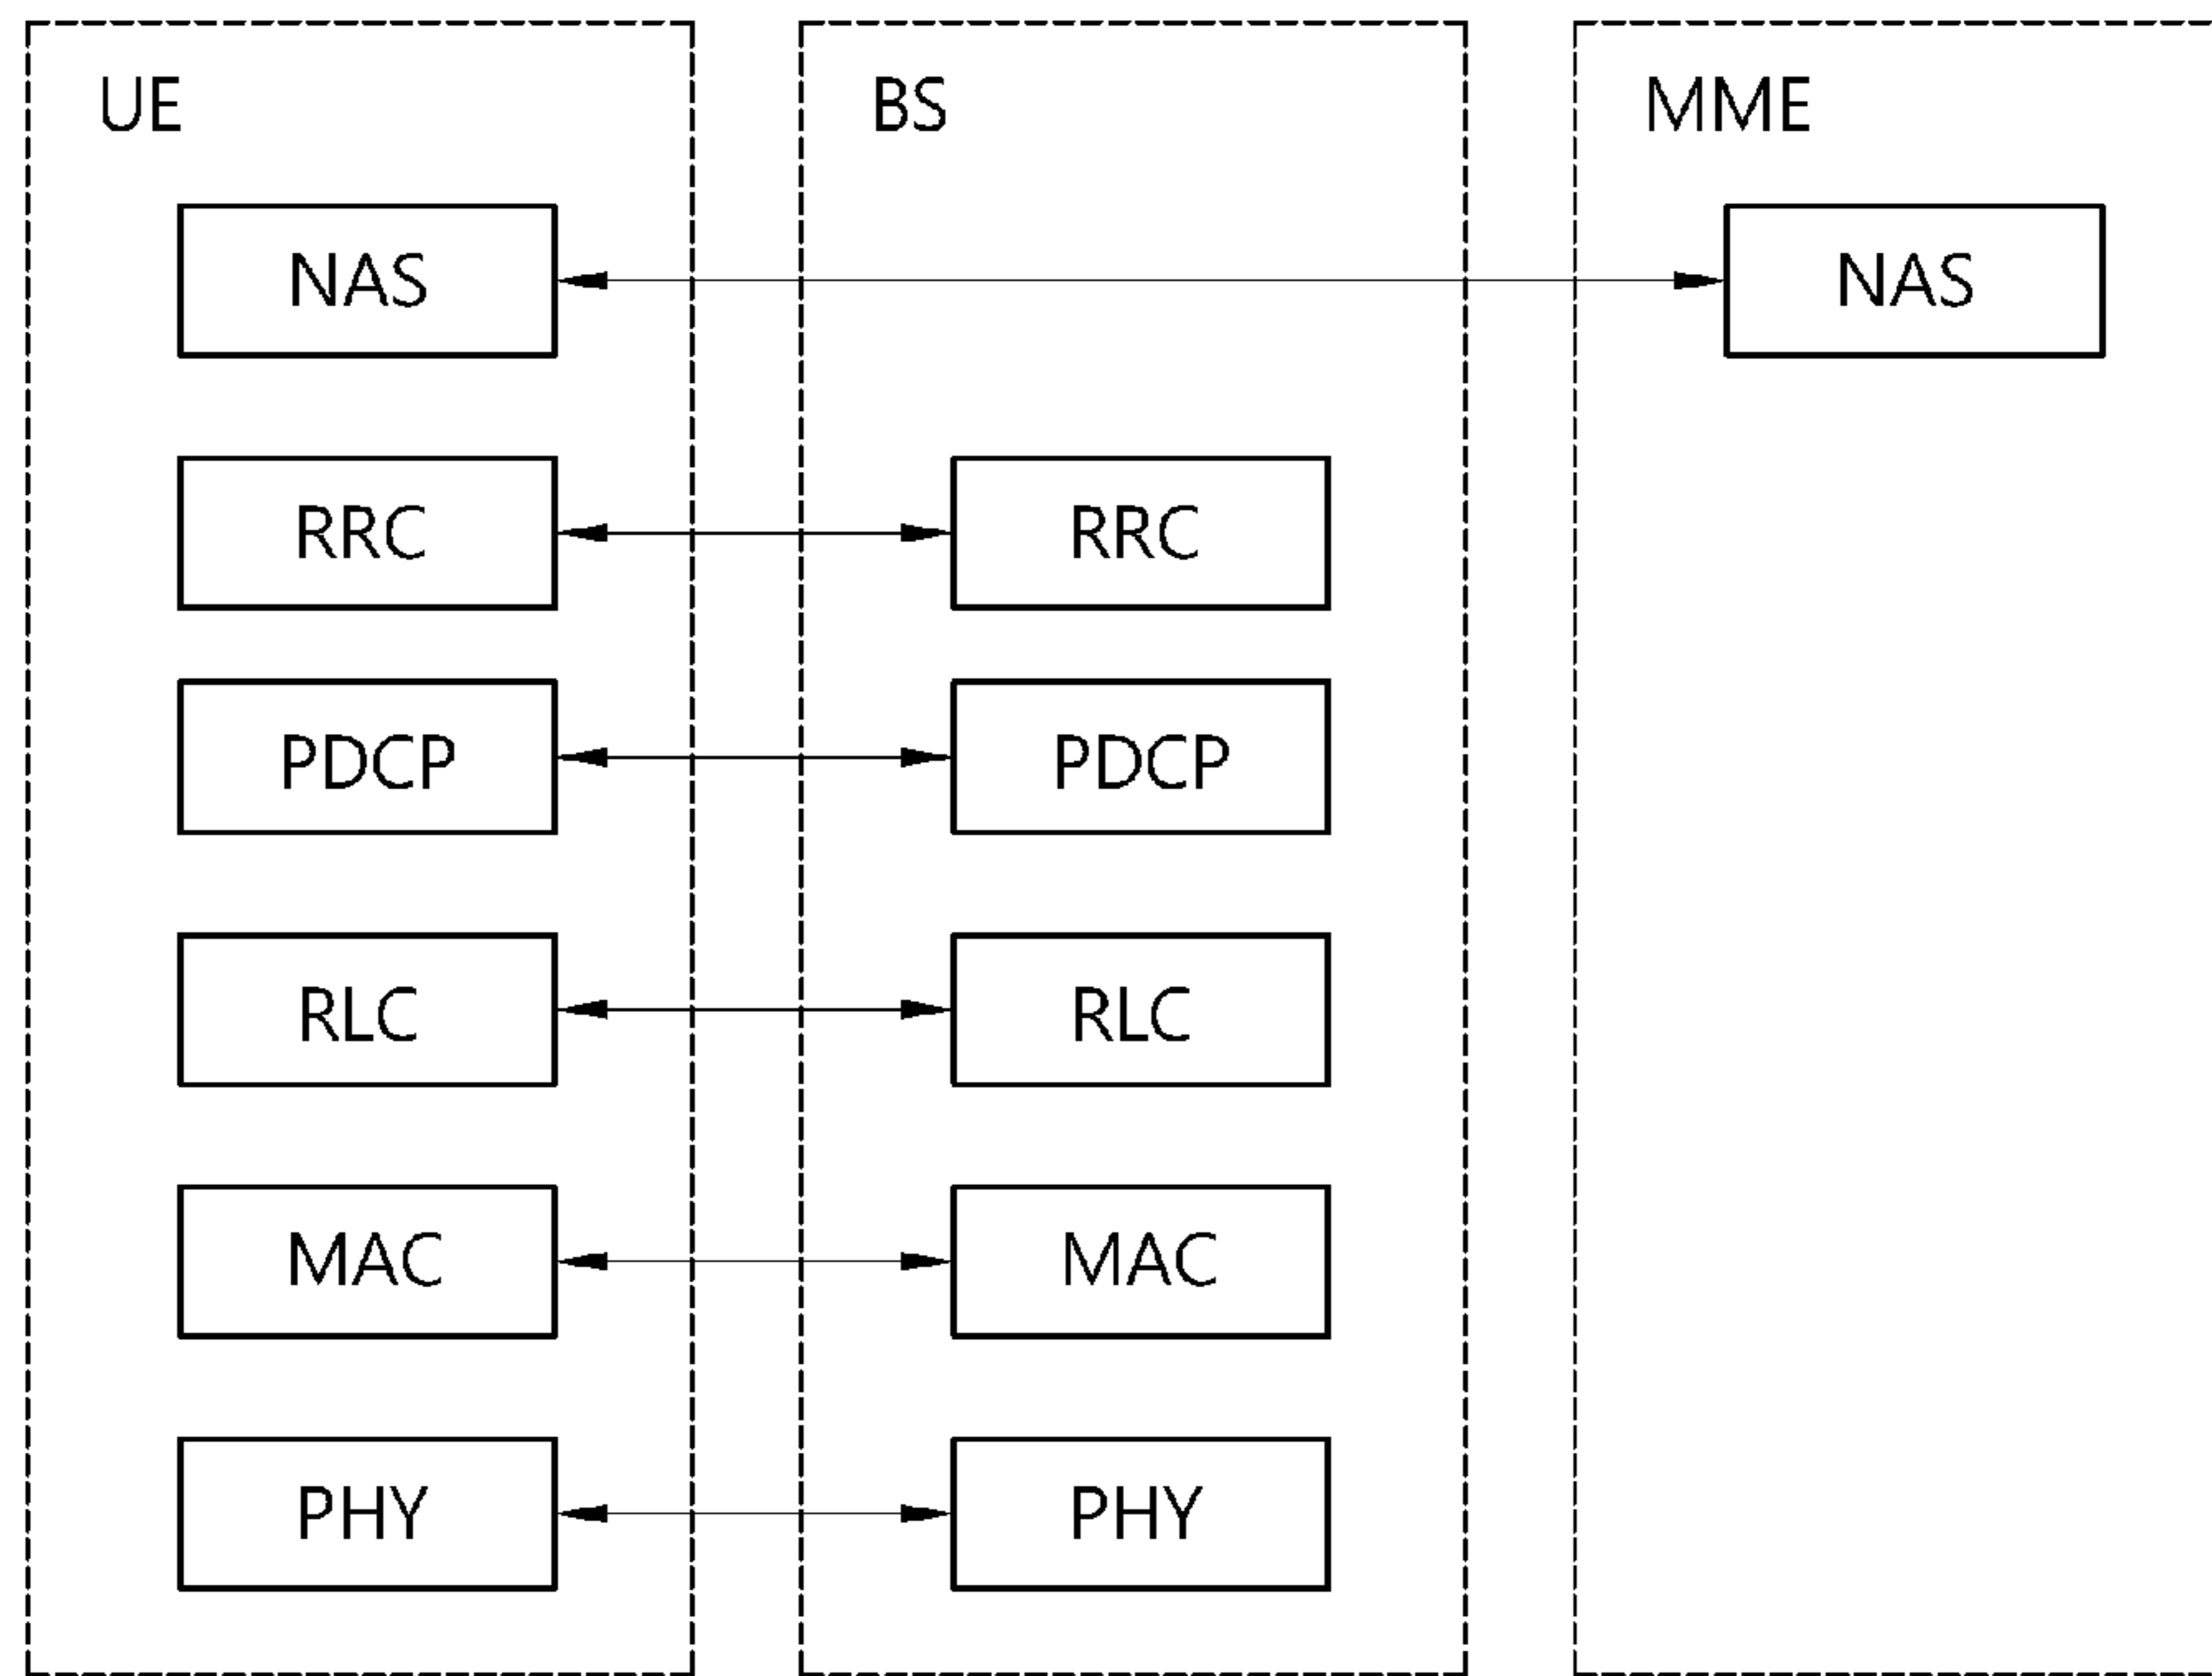 UE BS MME
NAS NAS
RRC RRC
PDCP PDCP
RLC RLC
MAC MAC
PHY PHY